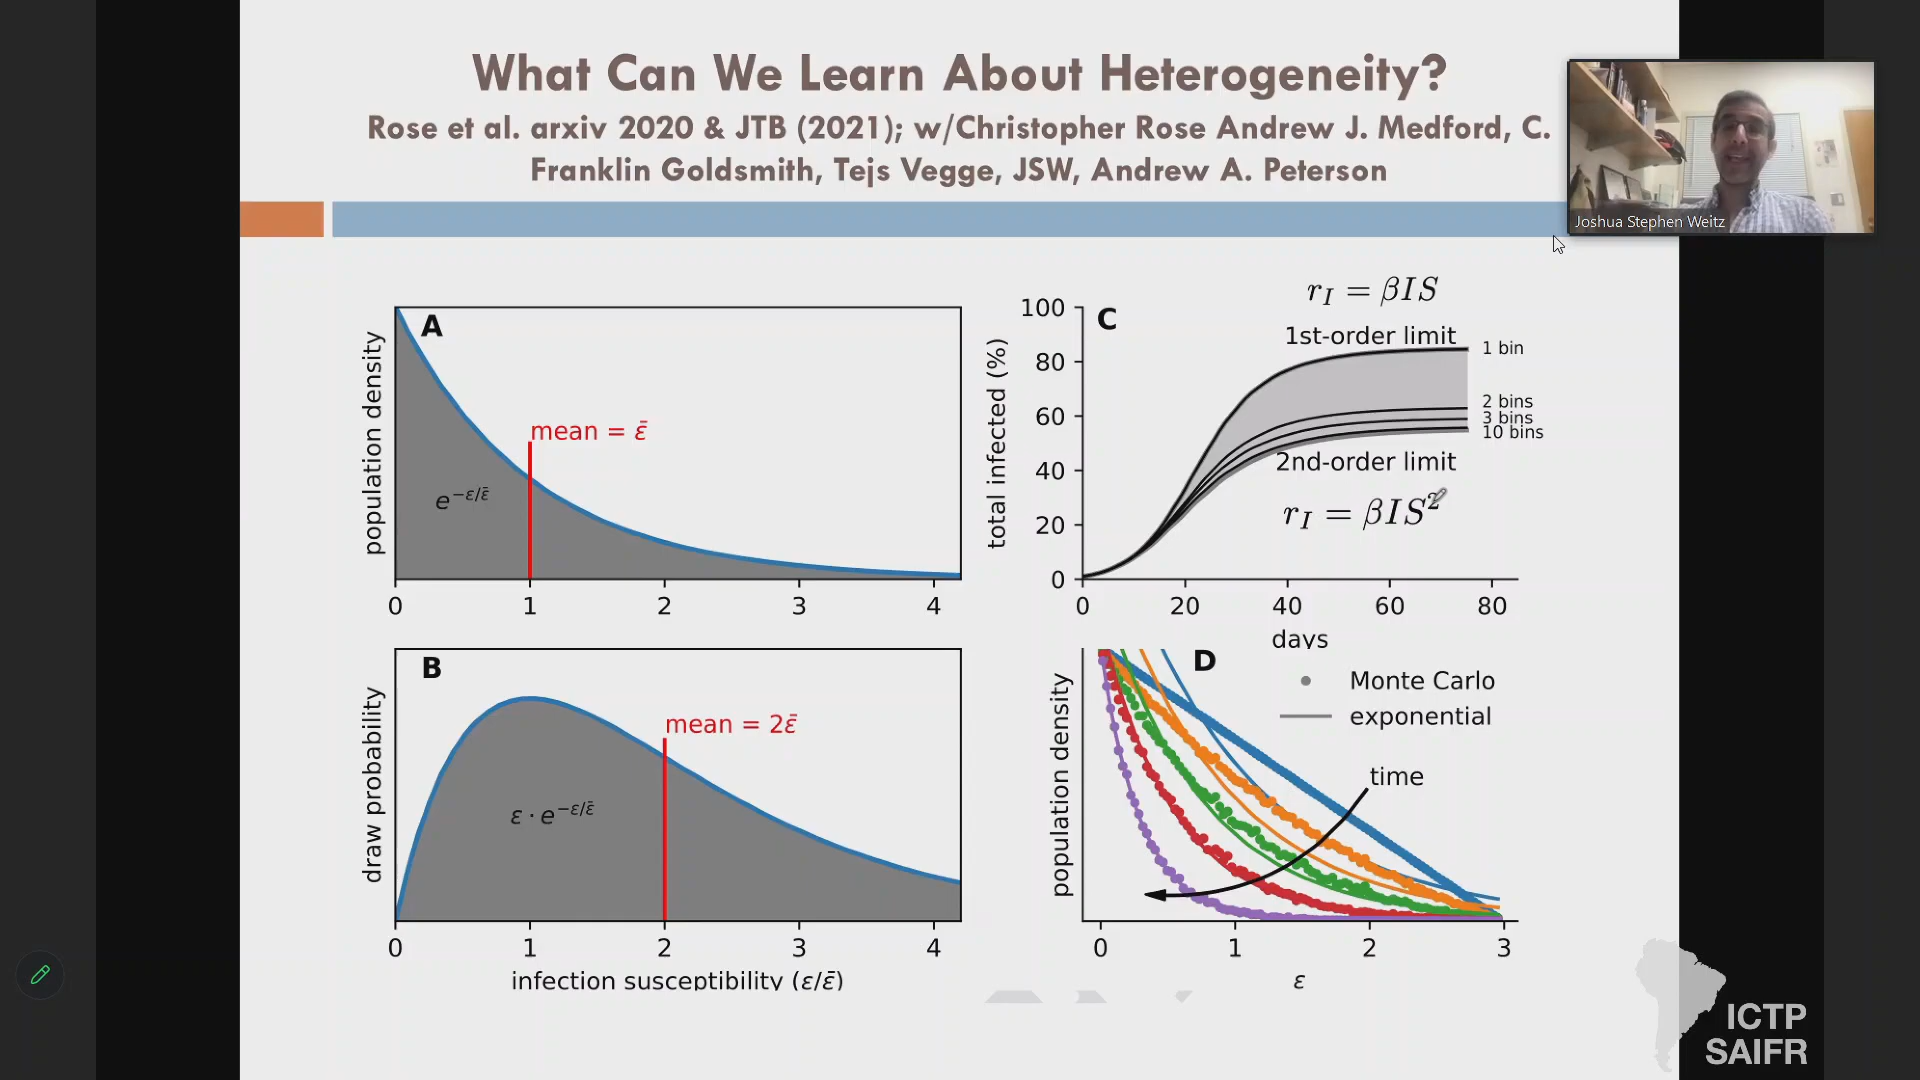 What Can We Learn About Heterogeneity?
Rose et al. arxiv 2020 & JTB (2021); w/Christopher Rose Andrew J. Medford, C.
Franklin Goldsmith, Tejs Vegge, JSW, Andrew A. Peterson
Joshua Stephen Weitz
A
population density
mean = ε̄
e^{-ε/ε̄}
0 1 2 3 4
B
draw probability
mean = 2ε̄
ε · e^{-ε/ε̄}
0 1 2 3 4
infection susceptibility (ε/ε̄)
C
r_I = βIS
1st-order limit
total infected (%)
100
80
60
40
20
0
1 bin
2 bins
3 bins
10 bins
2nd-order limit
r_I = βIS²
0 20 40 60 80
days
D
population density
Monte Carlo
exponential
time
0 1 2 3
ε
ICTP
SAIFR